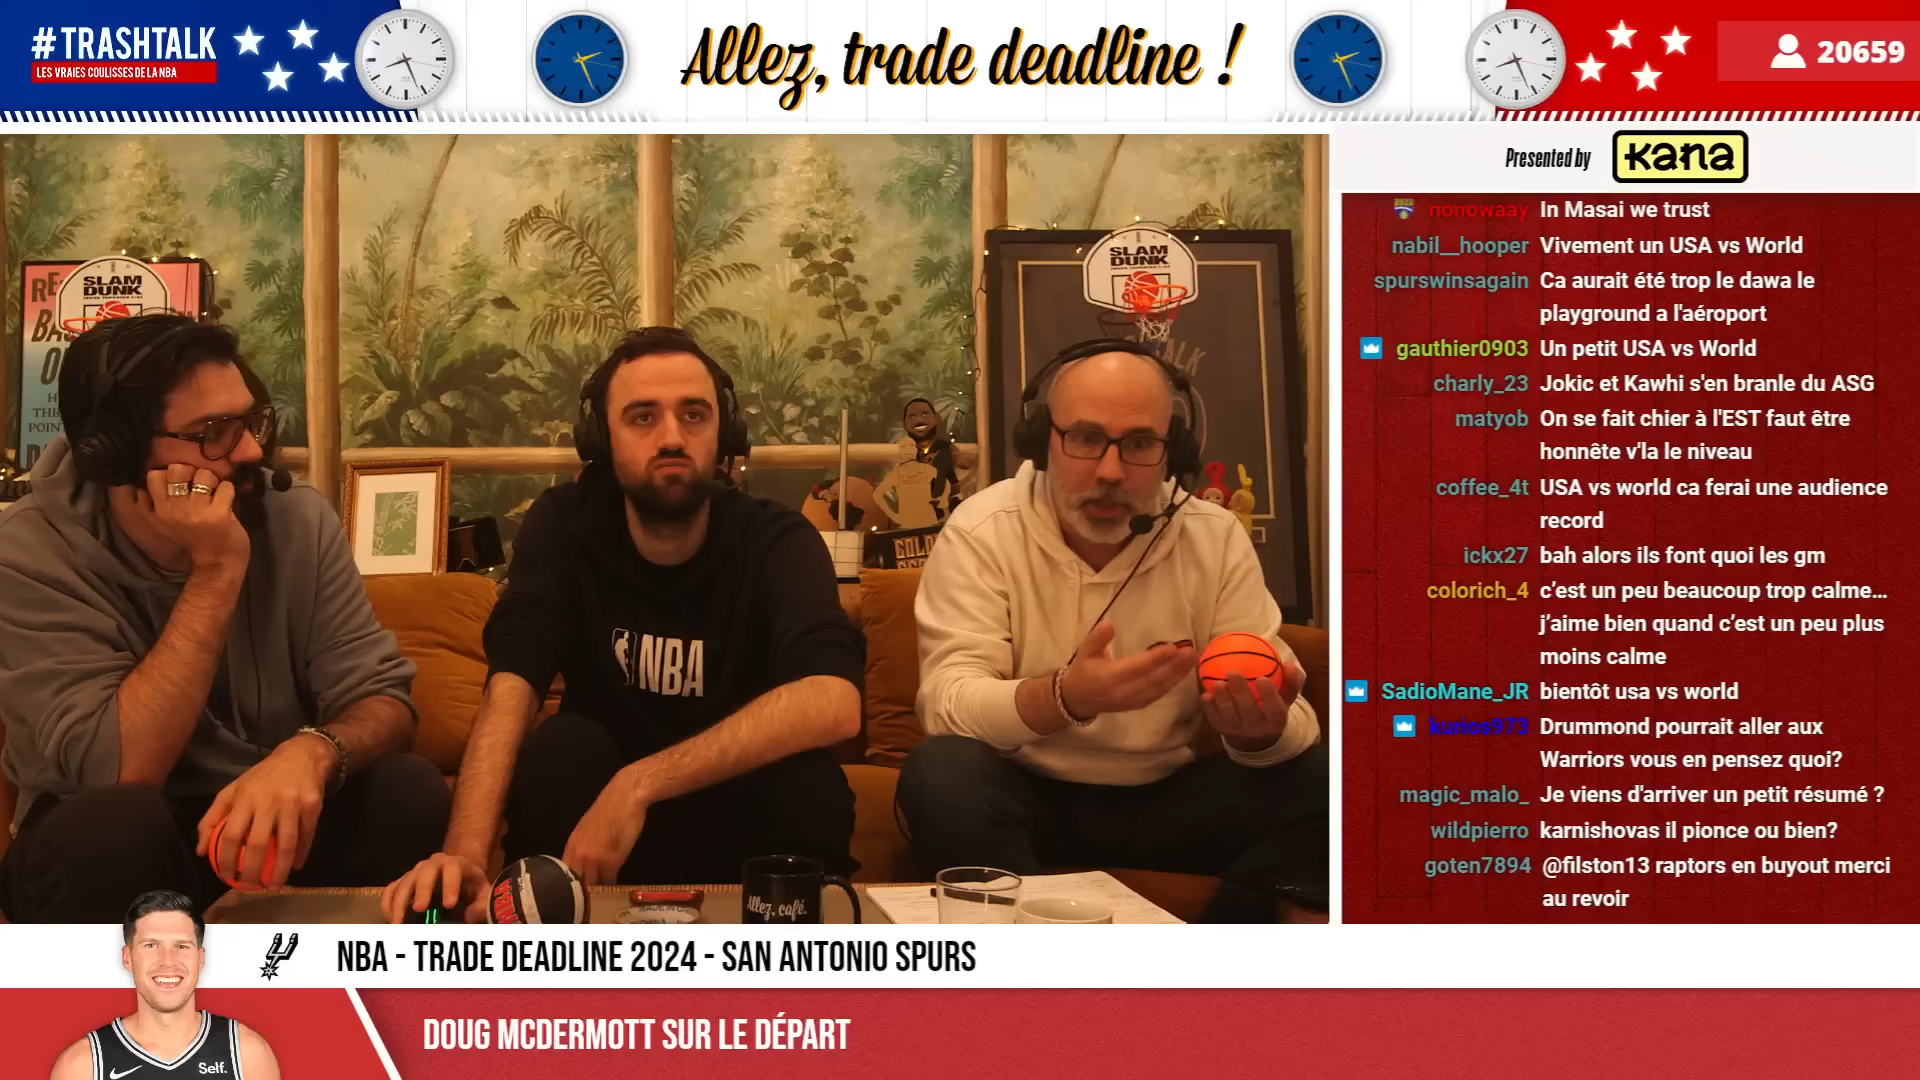 #TRASHTALK
LES VRAIES COULISSES DE LA NBA
Allez, trade deadline !
20659
Presented by
kana
nonowaay In Masai we trust
nabil__hooper Vivement un USA vs World
spurswinsagain Ca aurait été trop le dawa le
playground a l'aéroport
gauthier0903 Un petit USA vs World
charly_23 Jokic et Kawhi s'en branle du ASG
matyob On se fait chier à l'EST faut être
honnête v'la le niveau
coffee_4t USA vs world ca ferai une audience
record
ickx27 bah alors ils font quoi les gm
colorich_4 c’est un peu beaucoup trop calme…
j’aime bien quand c’est un peu plus
moins calme
SadioMane_JR bientôt usa vs world
kurios973 Drummond pourrait aller aux
Warriors vous en pensez quoi?
magic_malo_ Je viens d'arriver un petit résumé ?
wildpierro karnishovas il pionce ou bien?
goten7894 @filston13 raptors en buyout merci
au revoir
SLAM
DUNK
SLAM
DUNK
NBA
NBA
Allez, café.
NBA - TRADE DEADLINE 2024 - SAN ANTONIO SPURS
DOUG MCDERMOTT SUR LE DÉPART
Self.